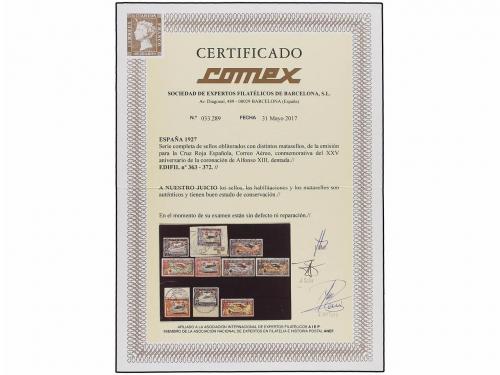 CERTIFICADO
comex
SOCIEDAD DE EXPERTOS FILATÉLICOS DE BARCELONA, S.L.
Av. Diagonal, 489 - 08029 BARCELONA (España)
N.º 033.289 FECHA 31 Mayo 2017
ESPAÑA 1927
Serie completa de sellos obliterados con distintos matasellos, de la emisión
para la Cruz Roja Española, Correo Aéreo, conmemorativa del XXV
aniversario de la coronación de Alfonso XIII, dentada.//
EDIFIL nº 363 - 372. //
A NUESTRO JUICIO los sellos, las habilitaciones y los matasellos son
auténticos y tienen buen estado de conservación.//
En el momento de su examen están sin defecto ni reparación.//
AFILIADO A LA ASOCIACION INTERNACIONAL DE EXPERTOS FILATELICOS A I E P
MIEMBRO DE LA ASOCIACION NACIONAL DE EXPERTOS EN FILATELIA E HISTORIA POSTAL ANEF